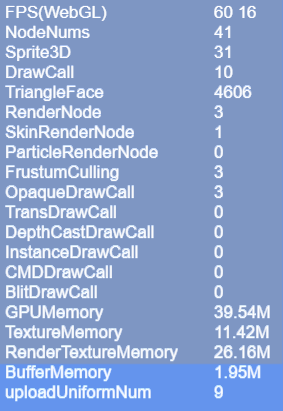 FPS(WebGL) 60 16
NodeNums 41
Sprite3D 31
DrawCall 10
TriangleFace 4606
RenderNode 3
SkinRenderNode 1
ParticleRenderNode 0
FrustumCulling 3
OpaqueDrawCall 3
TransDrawCall 0
DepthCastDrawCall 0
InstanceDrawCall 0
CMDDrawCall 0
BlitDrawCall 0
GPUMemory 39.54M
TextureMemory 11.42M
RenderTextureMemory 26.16M
BufferMemory 1.95M
uploadUniformNum 9